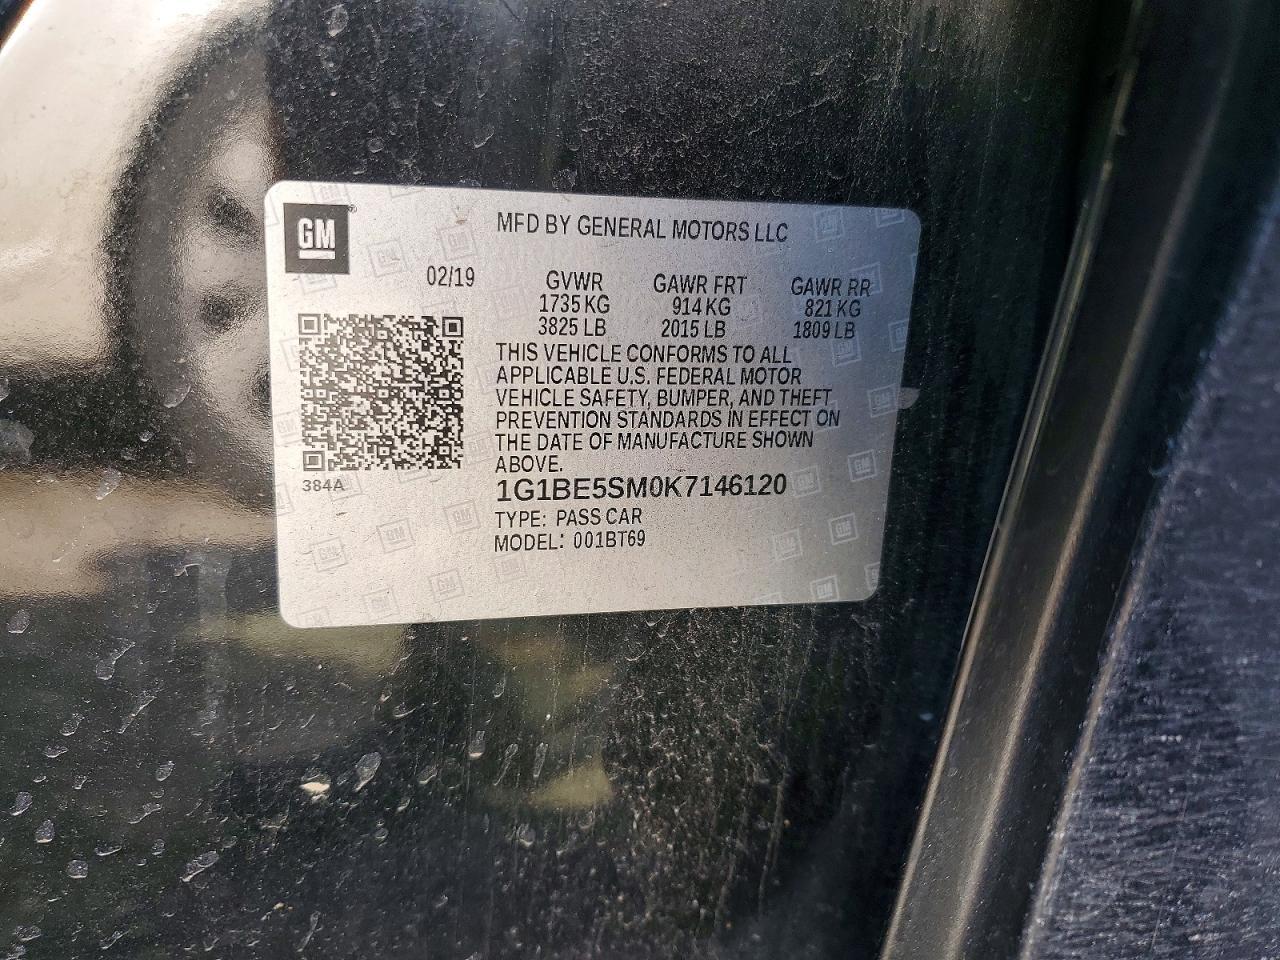 GM
MFD BY GENERAL MOTORS LLC
02/19 GVWR GAWR FRT GAWR RR
1735 KG 914 KG 821 KG
3825 LB 2015 LB 1809 LB
THIS VEHICLE CONFORMS TO ALL
APPLICABLE U.S. FEDERAL MOTOR
VEHICLE SAFETY, BUMPER, AND THEFT
PREVENTION STANDARDS IN EFFECT ON
THE DATE OF MANUFACTURE SHOWN
ABOVE.
384A
1G1BE5SM0K7146120
TYPE: PASS CAR
MODEL: 001BT69